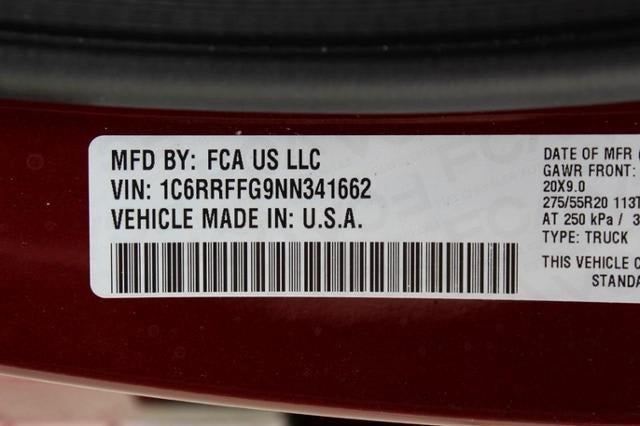 MFD BY: FCA US LLC
VIN: 1C6RRFFG9NN341662
VEHICLE MADE IN: U.S.A.
DATE OF MFR
GAWR FRONT:
20X9.0
275/55R20 113T
AT 250 kPa /
TYPE: TRUCK
THIS VEHICLE